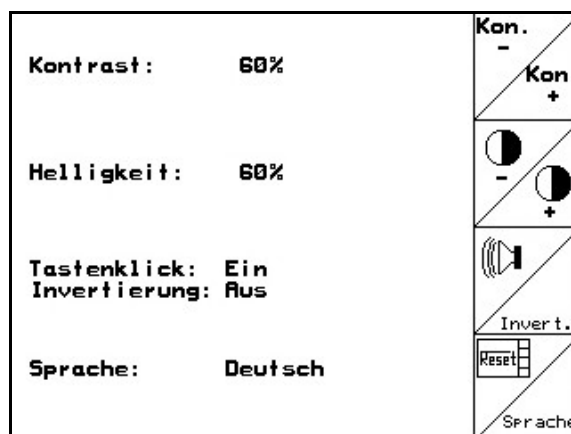 Kontrast: 60%
Helligkeit: 60%
Tastenklick: Ein
Invertierung: Aus
Sprache: Deutsch
Kon.
-
Kon
+
-
+
Invert.
Reset
Sprache